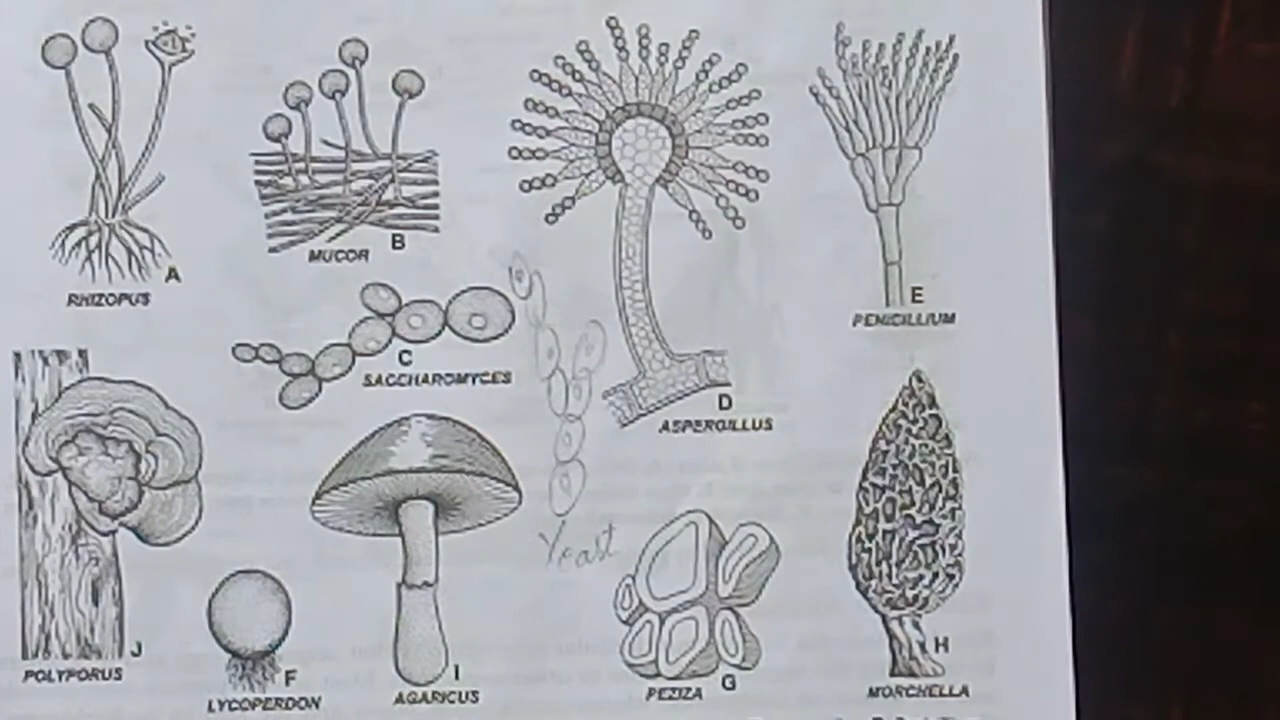 A
RHIZOPUS
B
MUCOR
C
SACCHAROMYCES
D
ASPERGILLUS
E
PENICILLIUM
J
POLYPORUS
F
LYCOPERDON
I
AGARICUS
Yeast
G
PEZIZA
H
MORCHELLA